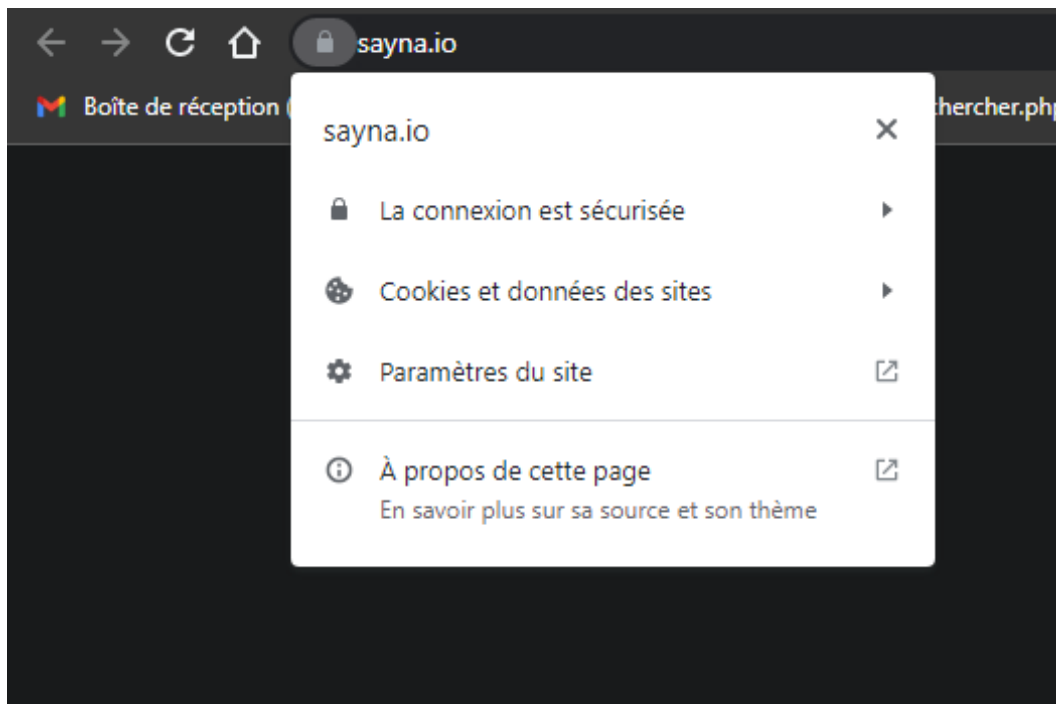 sayna.io
Boîte de réception (
hercher.php
sayna.io
La connexion est sécurisée
Cookies et données des sites
Paramètres du site
À propos de cette page
En savoir plus sur sa source et son thème